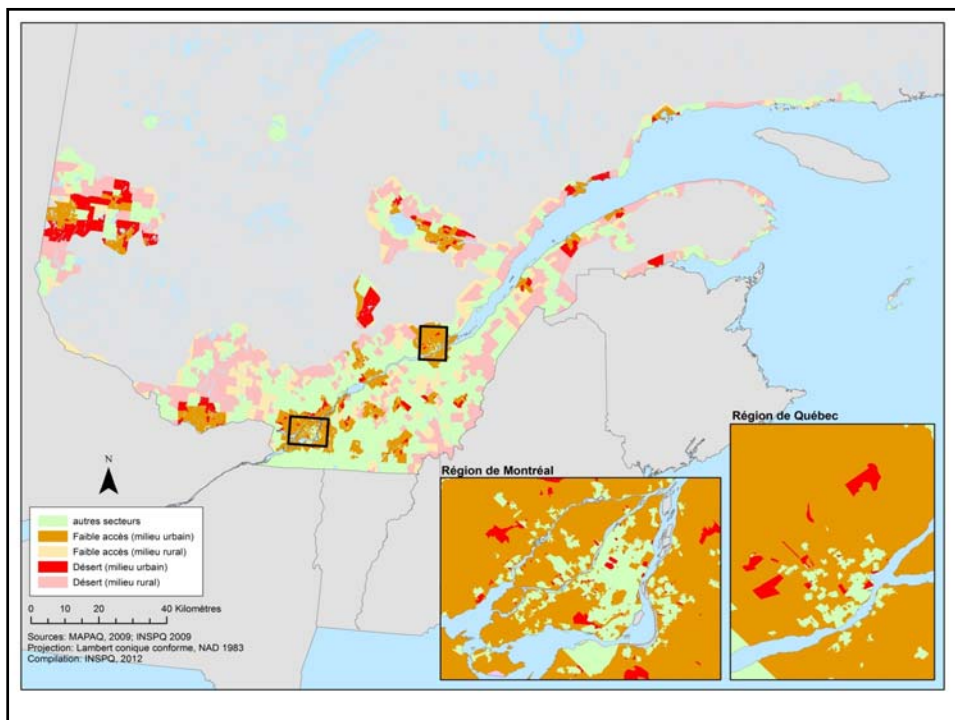 Région de Québec
Région de Montréal
N
autres secteurs
Faible accès (milieu urbain)
Faible accès (milieu rural)
Désert (milieu urbain)
Désert (milieu rural)
0 10 20 40 Kilomètres
Sources: MAPAQ, 2009; INSPQ 2009
Projection: Lambert conique conforme, NAD 1983
Compilation: INSPQ, 2012